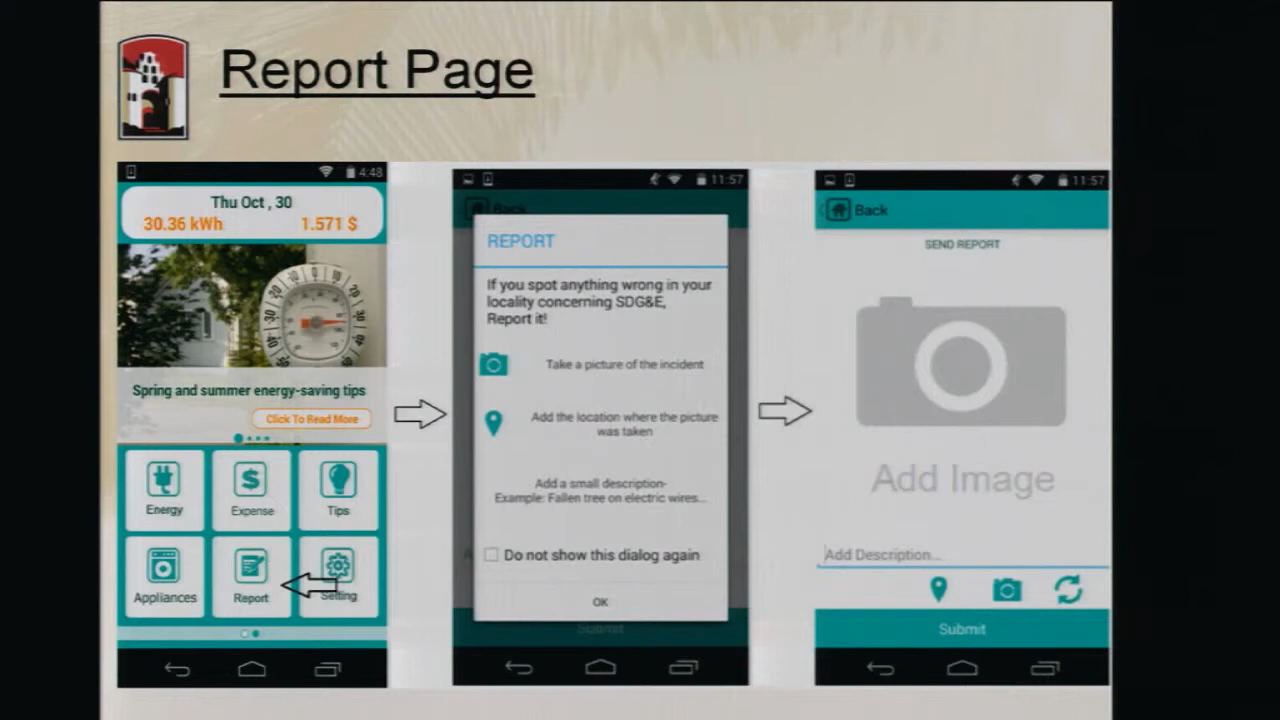 Report Page
4:48
Thu Oct , 30
30.36 kWh
1.571 $
Spring and summer energy-saving tips
Click To Read More
Energy
Expense
Tips
Appliances
Report
Setting
11:57
Back
REPORT
If you spot anything wrong in your
locality concerning SDG&E,
Report it!
Take a picture of the incident
Add the location where the picture
was taken
Add a small description-
Example: Fallen tree on electric wires...
Do not show this dialog again
OK
Submit
11:57
Back
SEND REPORT
Add Image
Add Description...
Submit